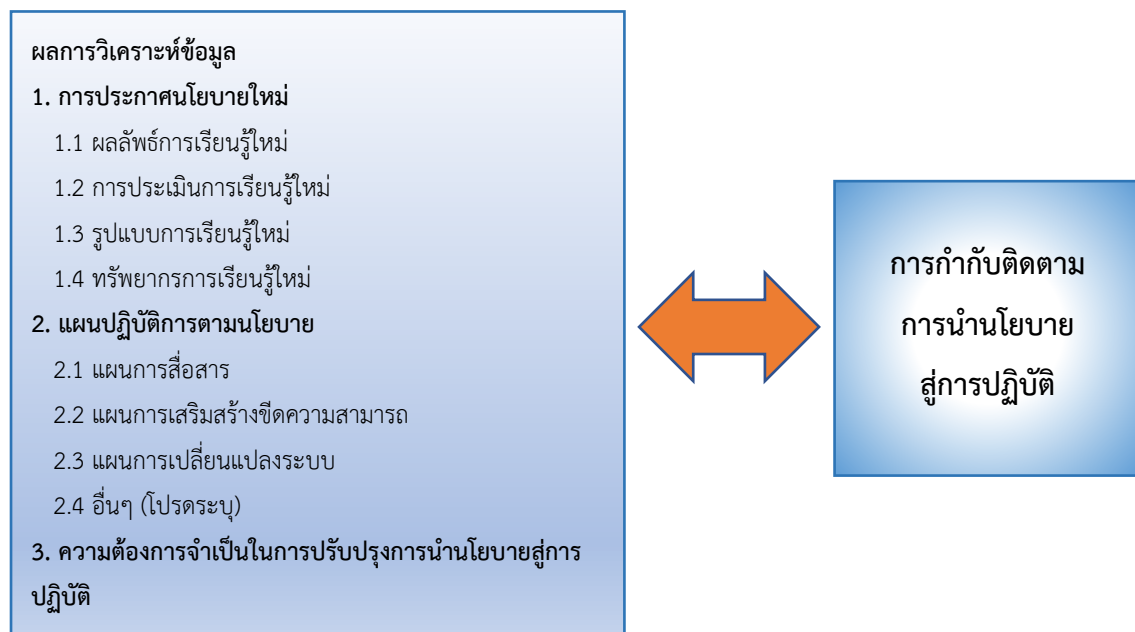 ผลการวิเคราะห์ข้อมูล
1. การประกาศนโยบายใหม่
1.1 ผลลัพธ์การเรียนรู้ใหม่
1.2 การประเมินการเรียนรู้ใหม่
1.3 รูปแบบการเรียนรู้ใหม่
1.4 ทรัพยากรการเรียนรู้ใหม่
2. แผนปฏิบัติการตามนโยบาย
2.1 แผนการสื่อสาร
2.2 แผนการเสริมสร้างขีดความสามารถ
2.3 แผนการเปลี่ยนแปลงระบบ
2.4 อื่นๆ (โปรดระบุ)
3. ความต้องการจำเป็นในการปรับปรุงการนำนโยบายสู่การ
ปฏิบัติ
การกำกับติดตาม
การนำนโยบาย
สู่การปฏิบัติ